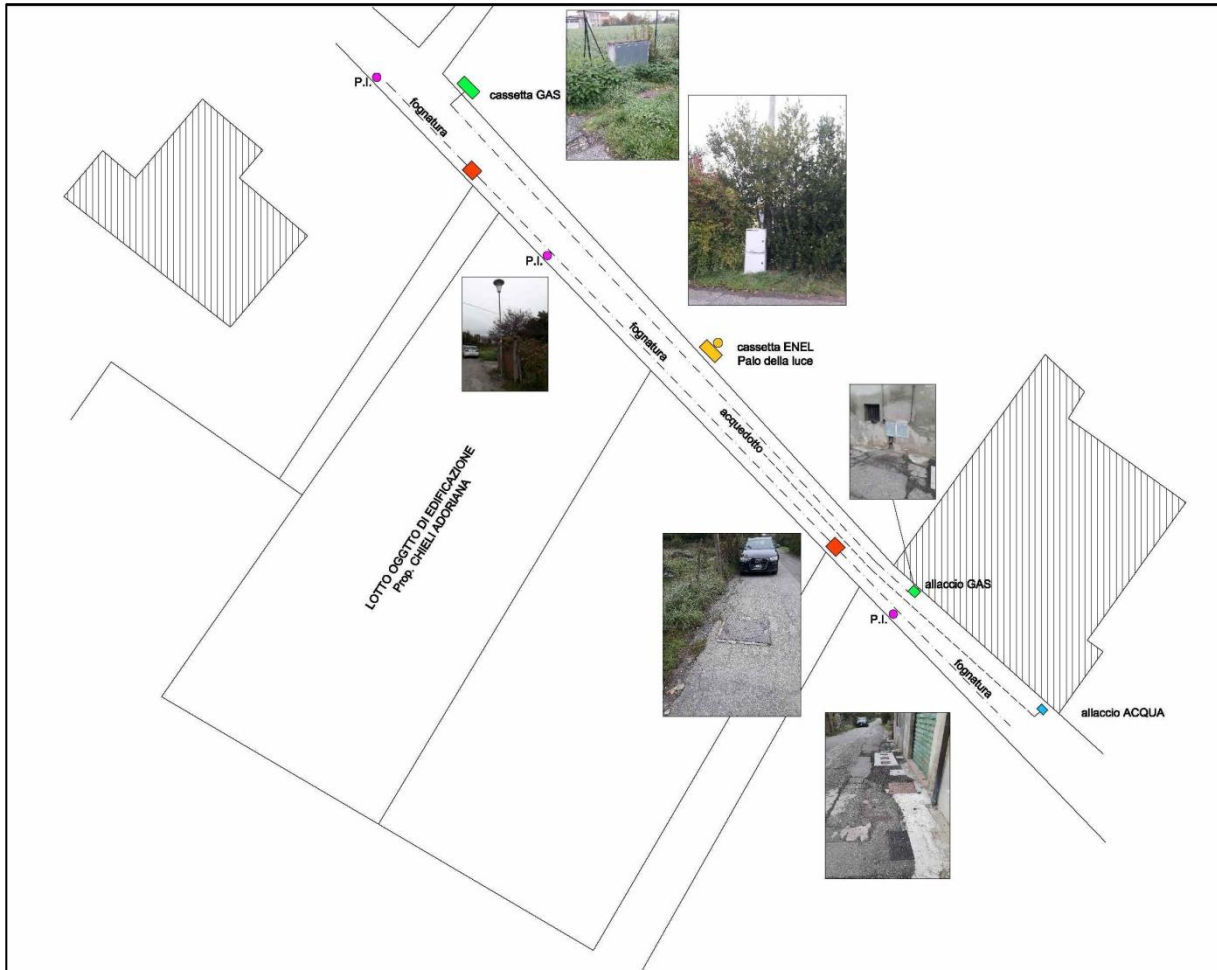 P.I.
cassetta GAS
fognatura
P.I.
fognatura
cassetta ENEL
Palo della luce
acquedotto
LOTTO OGGTTO DI EDIFICAZIONE
Prop. CHIELI ADORIANA
allaccio GAS
P.I.
fognatura
allaccio ACQUA